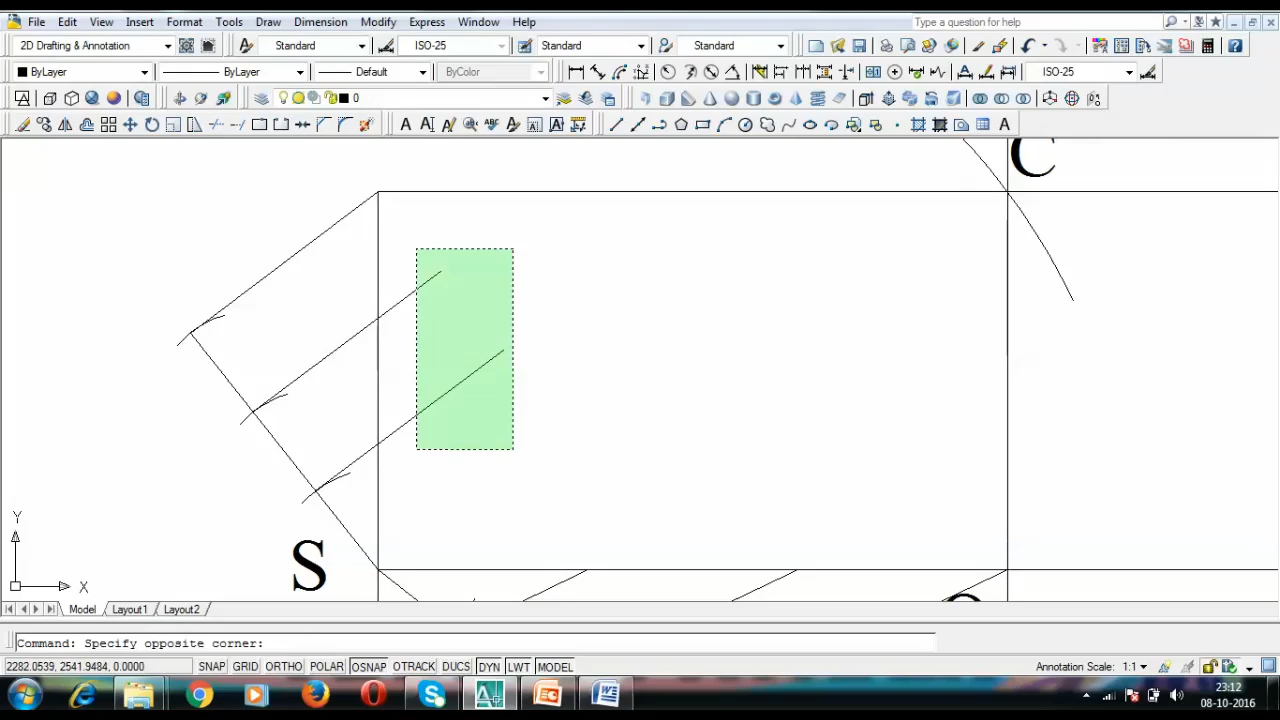 File Edit View Insert Format Tools Draw Dimension Modify Express Window Help Type a question for help
2D Drafting & Annotation Standard ISO-25 Standard Standard
ByLayer ByLayer Default ByColor ISO-25
0
C
S
Y
X
Model Layout1 Layout2
Command: Specify opposite corner:
2282.0539, 2541.9484, 0.0000 SNAP GRID ORTHO POLAR OSNAP OTRACK DUCS DYN LWT MODEL Annotation Scale: 1:1
23:12
08-10-2016